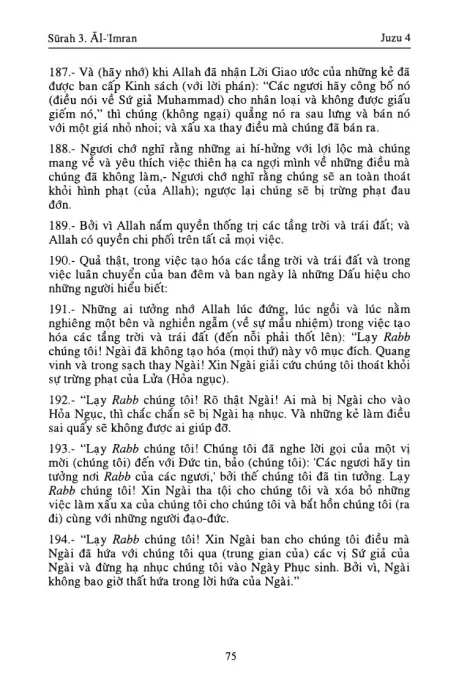 Sūrah 3. Āl-'Imran Juzu 4
187.- Và (hãy nhớ) khi Allah đã nhận Lời Giao ước của những kẻ đã
được ban cấp Kinh sách (với lời phán): “Các ngươi hãy công bố nó
(điều nói về Sứ giả Muhammad) cho nhân loại và không được giấu
giếm nó,” thì chúng (không ngại) quẳng nó ra sau lưng và bán nó
với một giá nhỏ nhoi; và xấu xa thay điều mà chúng đã bán ra.
188.- Ngươi chớ nghĩ rằng những ai hí-hửng với lợi lộc mà chúng
mang về và yêu thích việc thiên hạ ca ngợi mình về những điều mà
chúng đã không làm,- Ngươi chớ nghĩ rằng chúng sẽ an toàn thoát
khỏi hình phạt (của Allah); ngược lại chúng sẽ bị trừng phạt đau
đớn.
189.- Bởi vì Allah nắm quyền thống trị các tầng trời và trái đất; và
Allah có quyền chi phối trên tất cả mọi việc.
190.- Quả thật, trong việc tạo hóa các tầng trời và trái đất và trong
việc luân chuyển của ban đêm và ban ngày là những Dấu hiệu cho
những người hiểu biết:
191.- Những ai tưởng nhớ Allah lúc đứng, lúc ngồi và lúc nằm
nghiêng một bên và nghiền ngẫm (về sự mầu nhiệm) trong việc tạo
hóa các tầng trời và trái đất (đến nỗi phải thốt lên): “Lạy Rabb
chúng tôi! Ngài đã không tạo hóa (mọi thứ) này vô mục đích. Quang
vinh và trong sạch thay Ngài! Xin Ngài giải cứu chúng tôi thoát khỏi
sự trừng phạt của Lửa (Hỏa ngục).
192.- “Lạy Rabb chúng tôi! Rõ thật Ngài! Ai mà bị Ngài cho vào
Hỏa Ngục, thì chắc chắn sẽ bị Ngài hạ nhục. Và những kẻ làm điều
sai quấy sẽ không được ai giúp đỡ.
193.- “Lạy Rabb chúng tôi! Chúng tôi đã nghe lời gọi của một vị
mời (chúng tôi) đến với Đức tin, bảo (chúng tôi): 'Các ngươi hãy tin
tưởng nơi Rabb của các ngươi,' bởi thế chúng tôi đã tin tưởng. Lạy
Rabb chúng tôi! Xin Ngài tha tội cho chúng tôi và xóa bỏ những
việc làm xấu xa của chúng tôi cho chúng tôi và bắt hồn chúng tôi (ra
đi) cùng với những người đạo-đức.
194.- “Lạy Rabb chúng tôi! Xin Ngài ban cho chúng tôi điều mà
Ngài đã hứa với chúng tôi qua (trung gian của) các vị Sứ giả của
Ngài và đừng hạ nhục chúng tôi vào Ngày Phục sinh. Bởi vì, Ngài
không bao giờ thất hứa trong lời hứa của Ngài.”
75